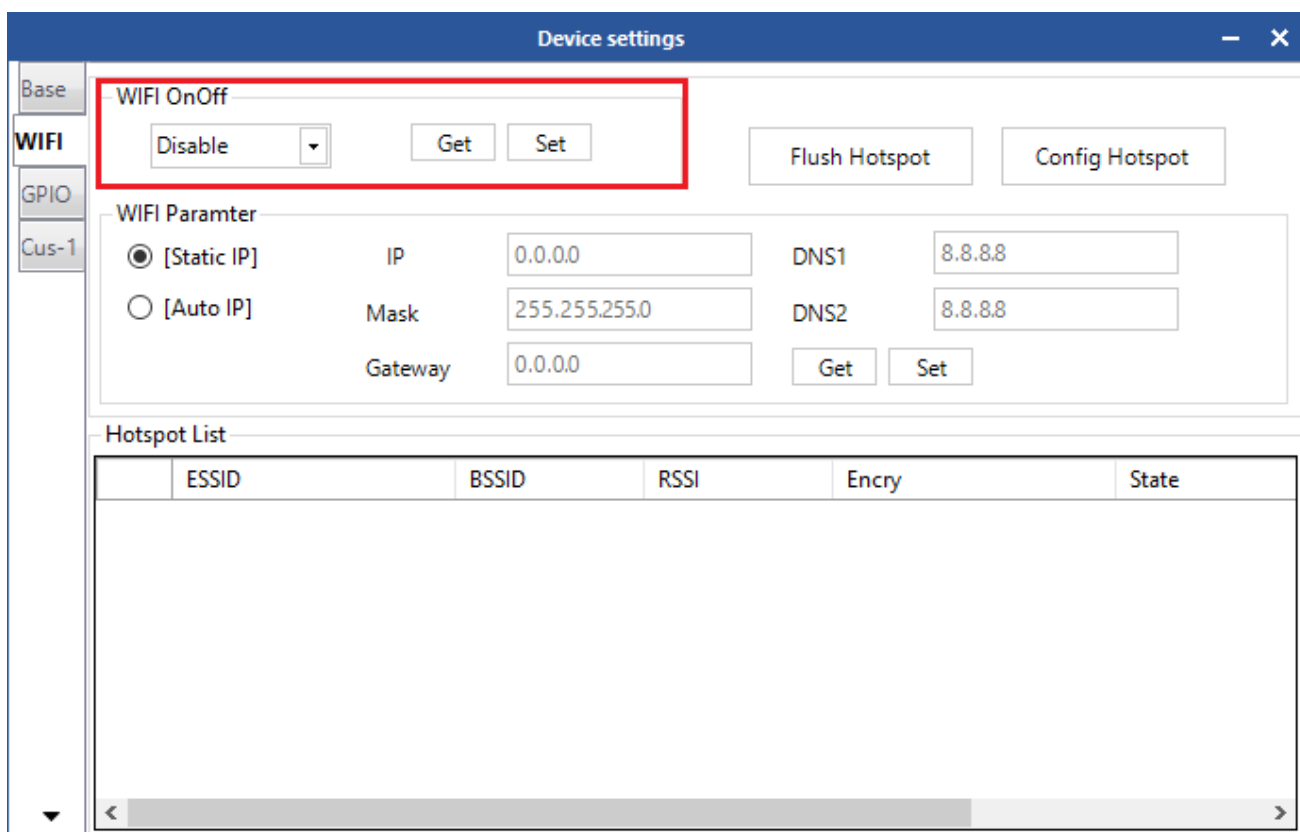 Device settings
Base
WIFI
GPIO
Cus-1
WIFI OnOff
Disable Get Set
Flush Hotspot Config Hotspot
WIFI Paramter
[Static IP] IP 0.0.0.0 DNS1 8.8.8.8
[Auto IP] Mask 255.255.255.0 DNS2 8.8.8.8
Gateway 0.0.0.0 Get Set
Hotspot List
ESSID BSSID RSSI Encry State